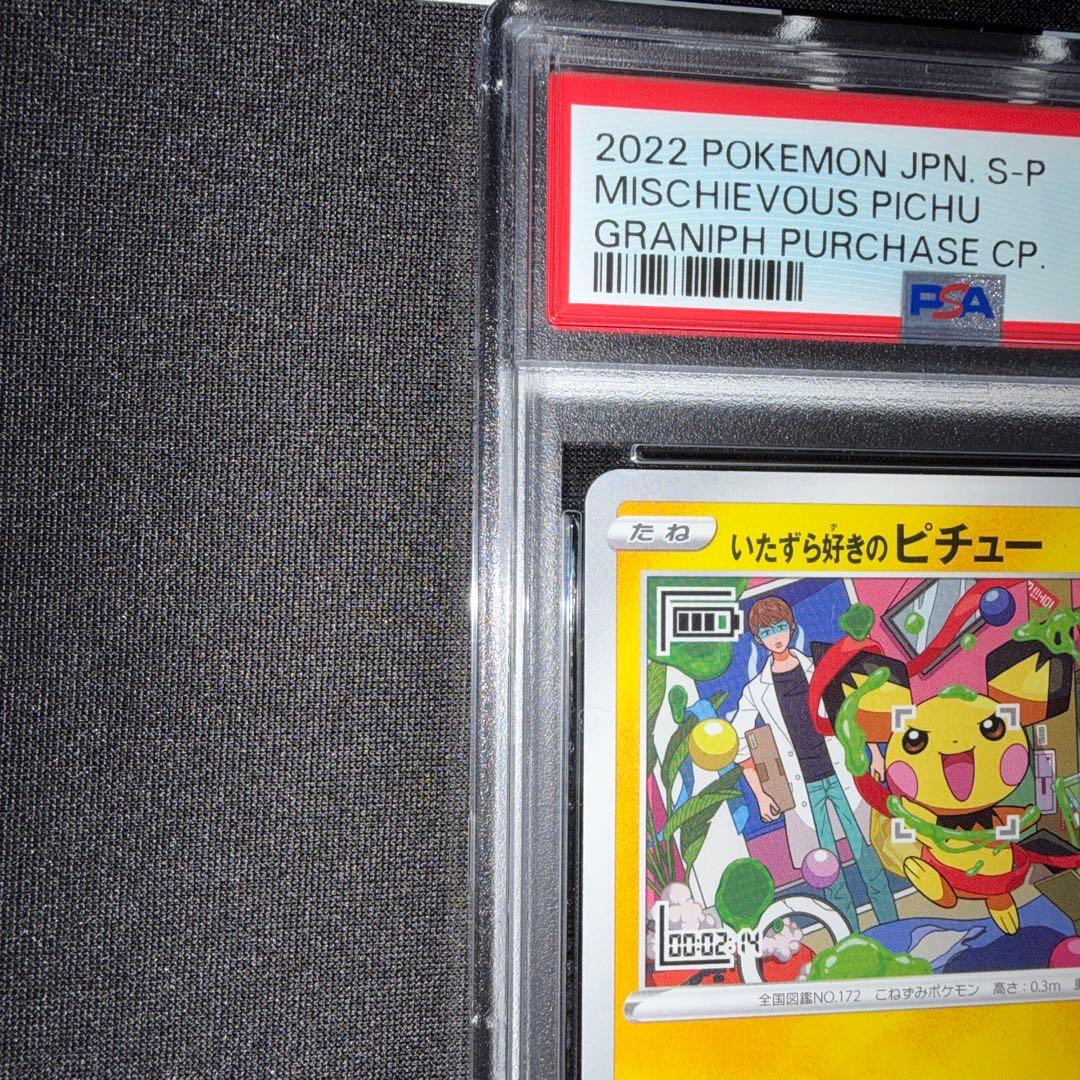 2022 POKEMON JPN. S-P
MISCHIEVOUS PICHU
GRANIPH PURCHASE CP.
PSA
たね
いたずら好きのピチュー
ず
00:02:14
全国図鑑NO.172 こねずみポケモン 高さ:0.3m